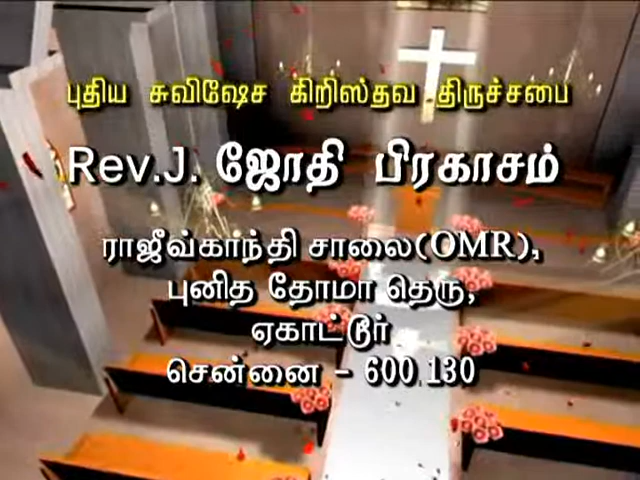 புதிய சுவிஷேச கிறிஸ்தவ திருச்சபை
Rev.J. ஜோதி பிரகாசம்
ராஜீவ்காந்தி சாலை(OMR),
புனித தோமா தெரு,
ஏகாட்டூர்
சென்னை - 600 130